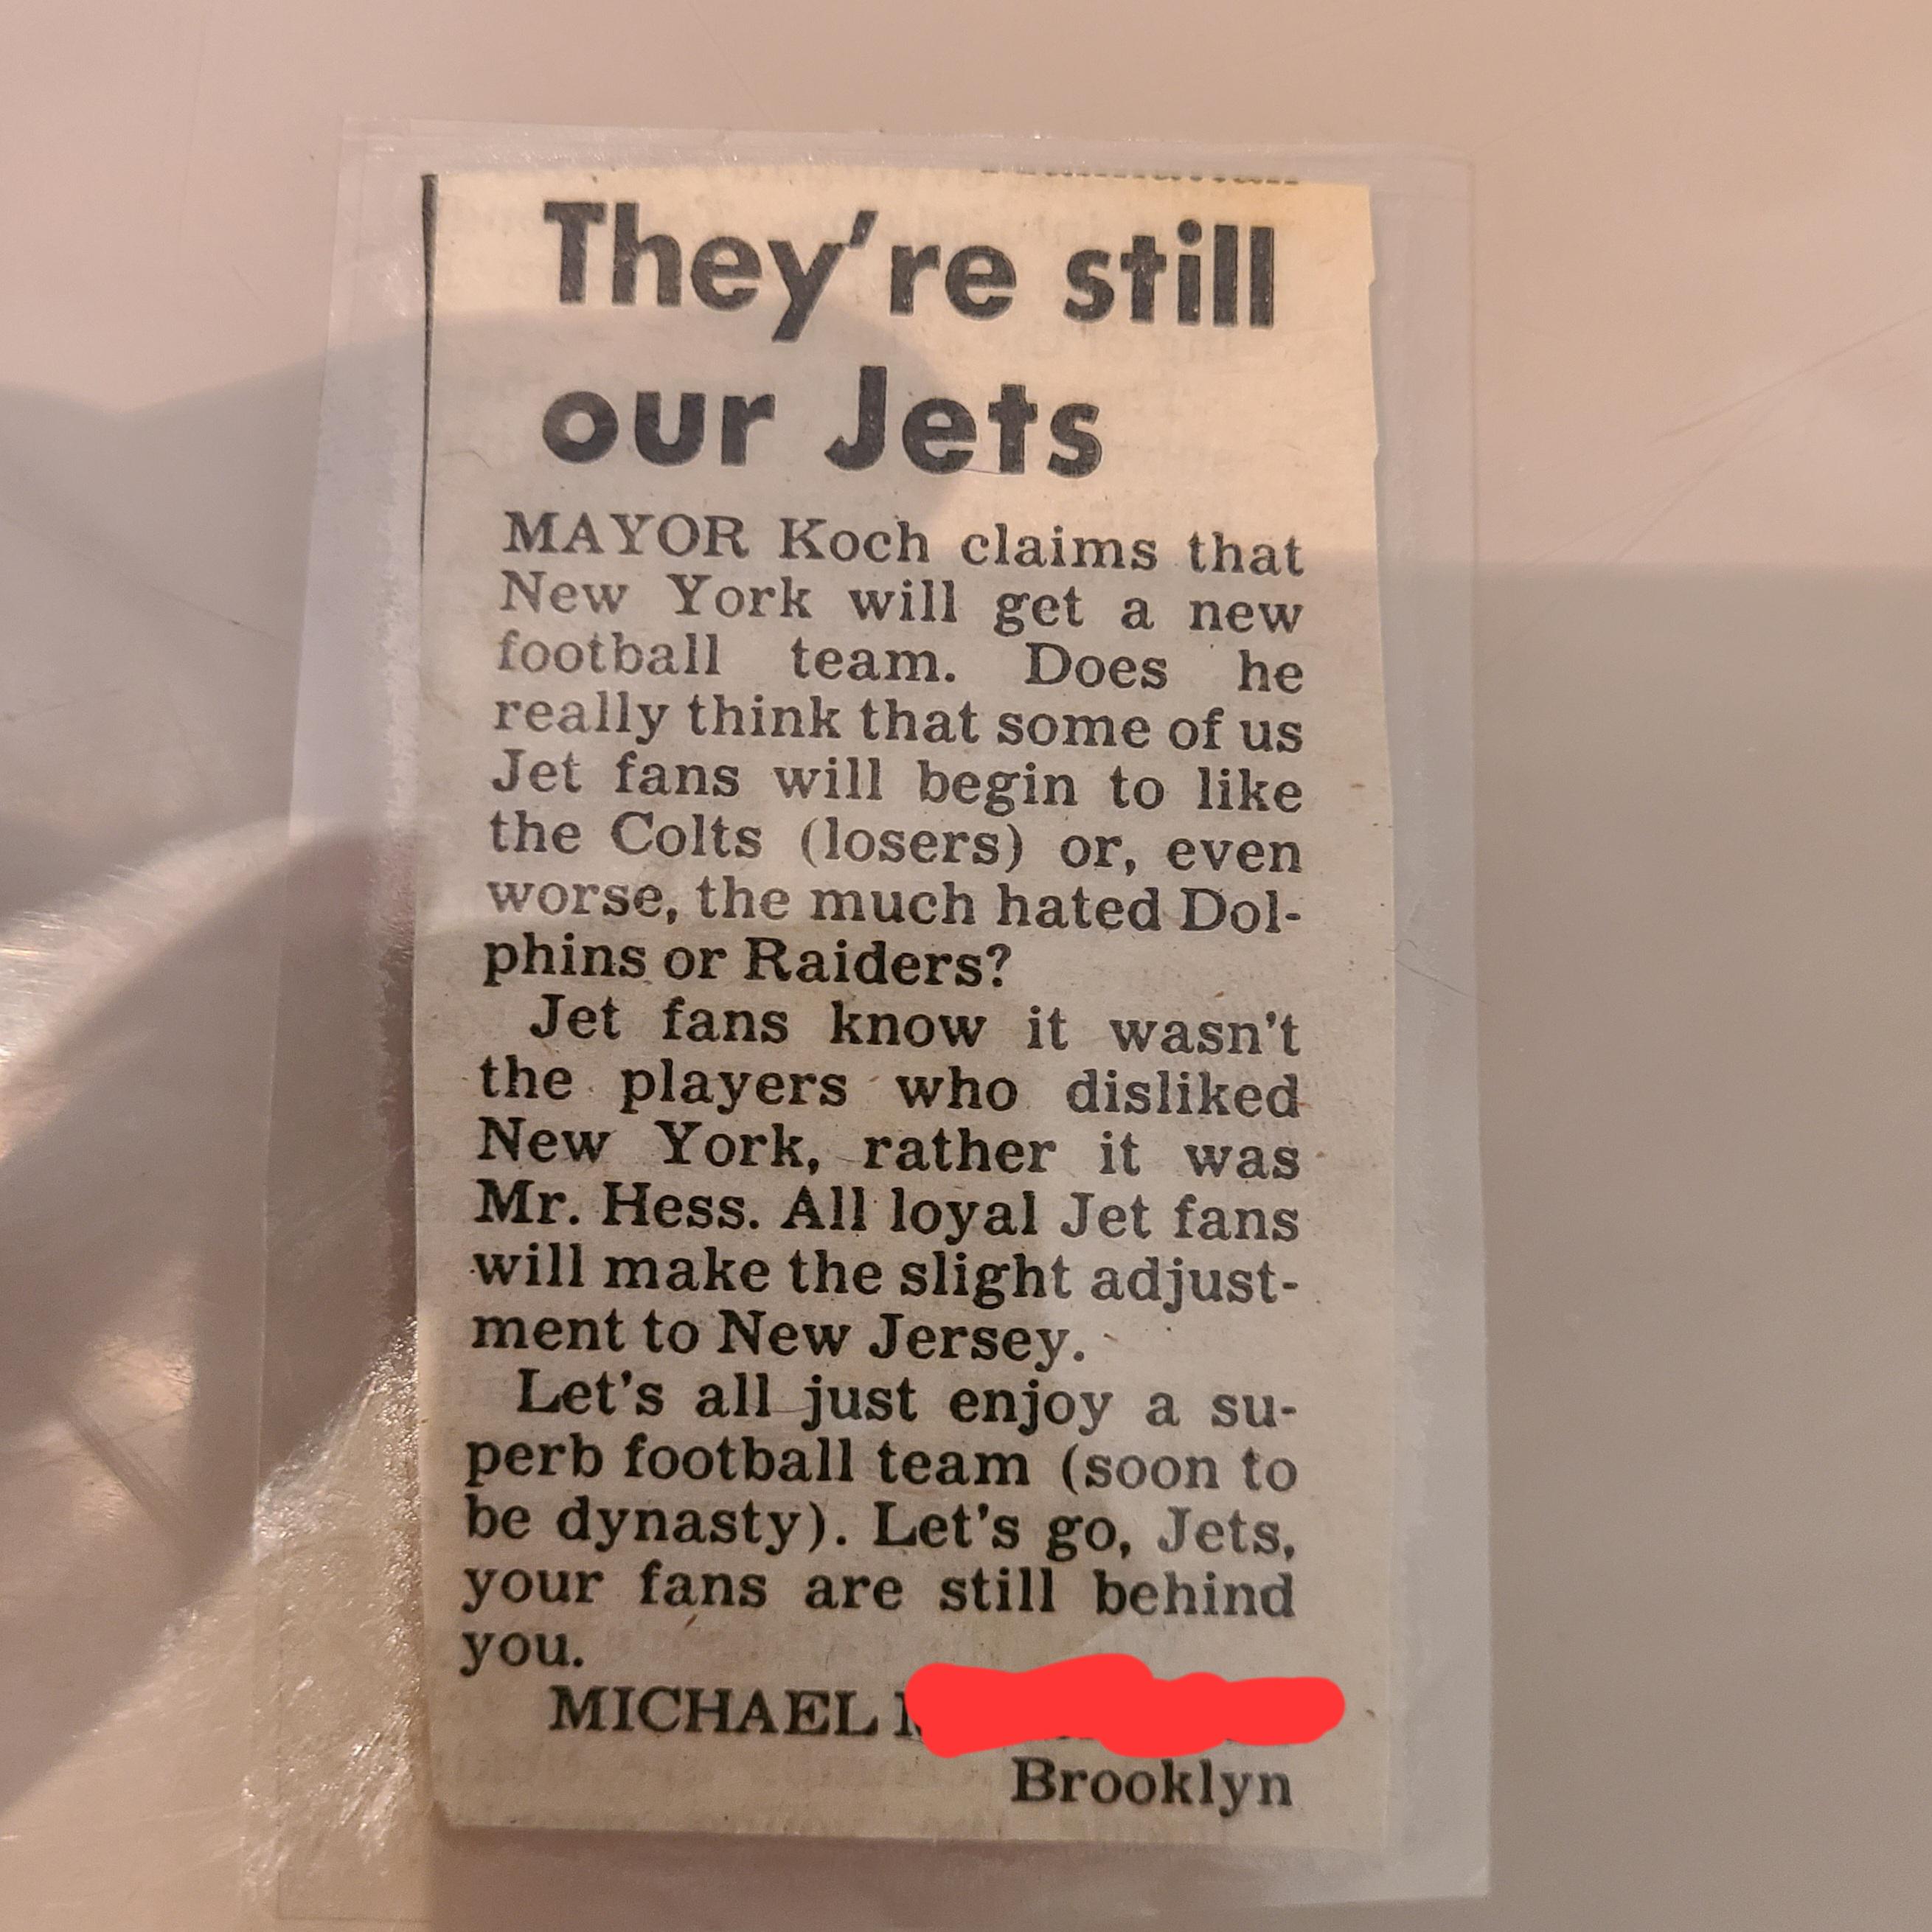 They're still
our Jets
MAYOR Koch claims that
New York will get a new
football team. Does he
really think that some of us
Jet fans will begin to like
the Colts (losers) or, even
worse, the much hated Dol-
phins or Raiders?
Jet fans know it wasn't
the players who disliked
New York, rather it was
Mr. Hess. All loyal Jet fans
will make the slight adjust-
ment to New Jersey.
Let's all just enjoy a su-
perb football team (soon to
be dynasty). Let's go, Jets,
your fans are still behind
you.
MICHAEL
Brooklyn